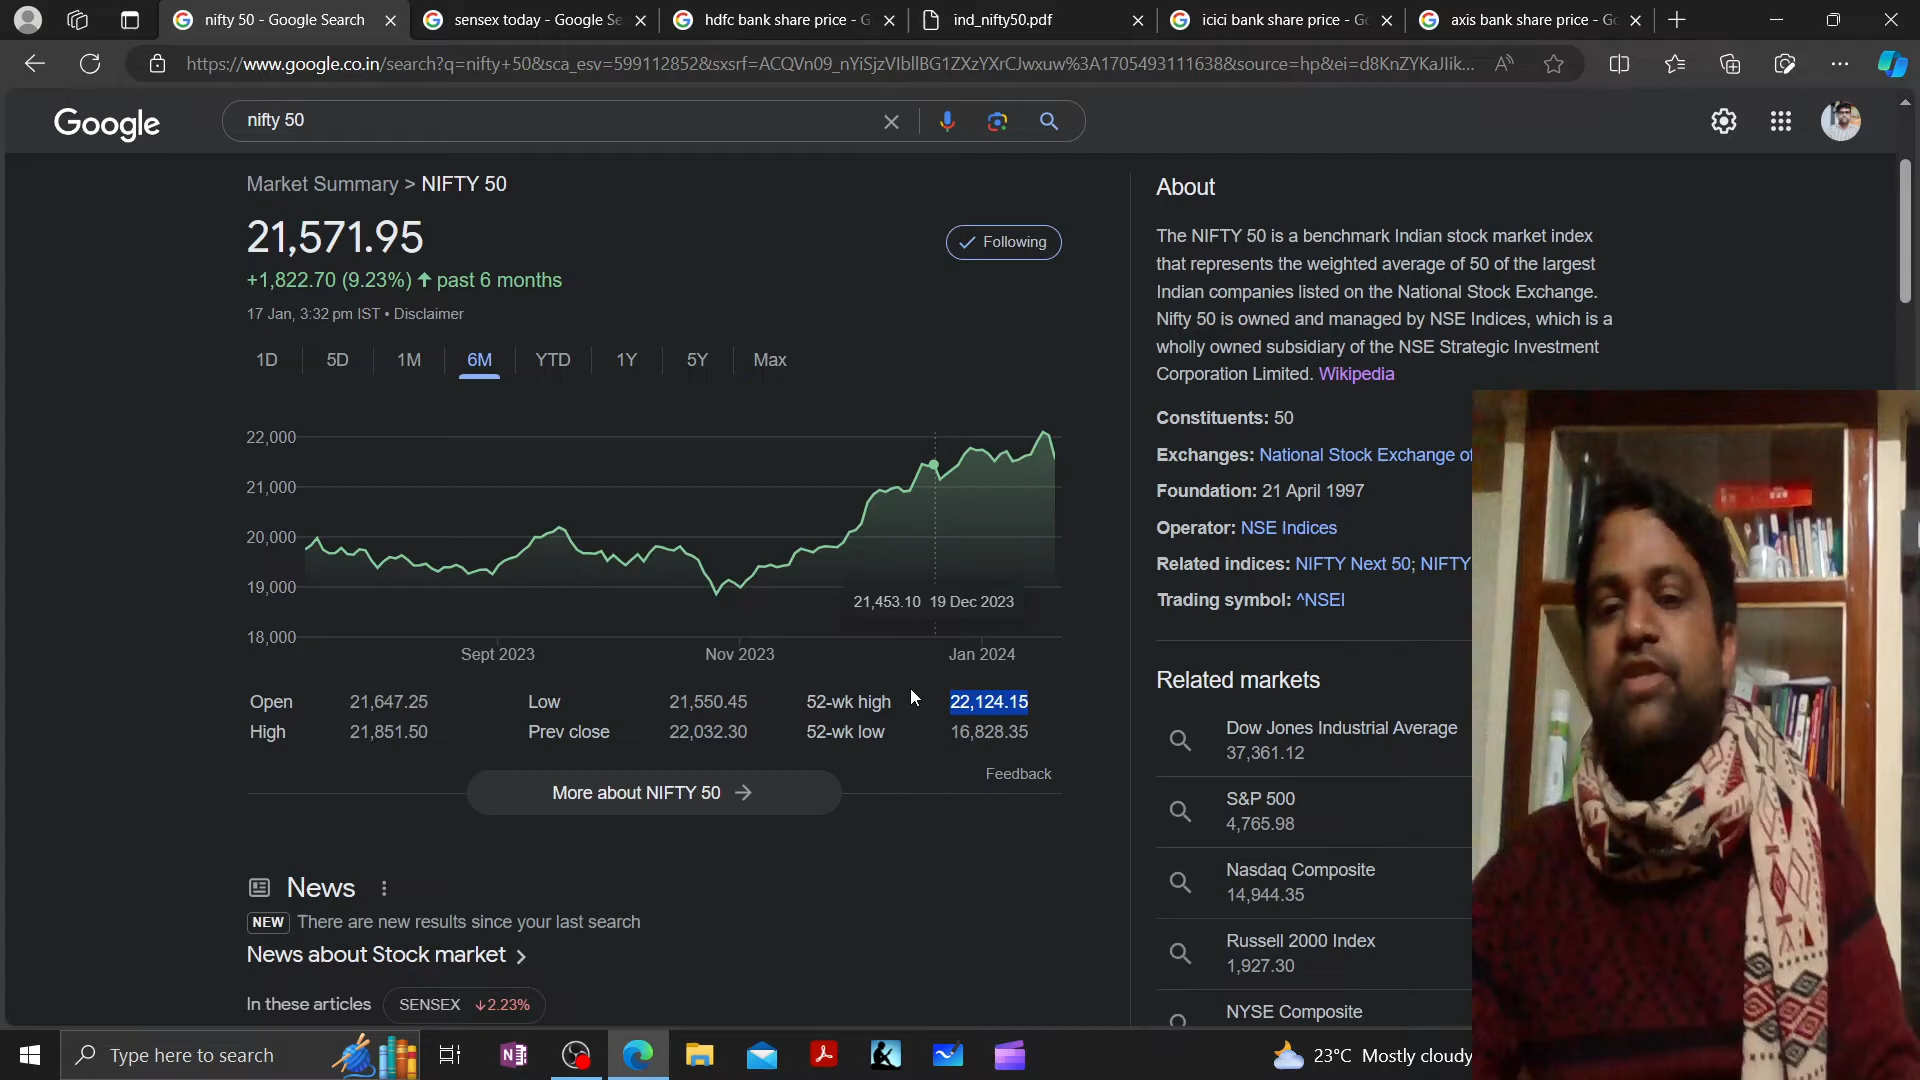 nifty 50 - Google Search
sensex today - Google Se
hdfc bank share price - G
ind_nifty50.pdf
icici bank share price - Go
axis bank share price - Go
https://www.google.co.in/search?q=nifty+50&sca_esv=599112852&sxsrf=ACQVn09_nYiSjzVIbllBG1ZXzYXrCJwxuw%3A1705493111638&source=hp&ei=d8KnZYKaJIik...
Google
nifty 50
Market Summary > NIFTY 50
21,571.95
Following
+1,822.70 (9.23%) ↑ past 6 months
17 Jan, 3:32 pm IST • Disclaimer
1D 5D 1M 6M YTD 1Y 5Y Max
22,000
21,000
20,000
19,000
18,000
21,453.10 19 Dec 2023
Sept 2023 Nov 2023 Jan 2024
Open 21,647.25 Low 21,550.45 52-wk high 22,124.15
High 21,851.50 Prev close 22,032.30 52-wk low 16,828.35
Feedback
More about NIFTY 50 →
News
NEW There are new results since your last search
News about Stock market >
In these articles SENSEX ↓2.23%
About
The NIFTY 50 is a benchmark Indian stock market index
that represents the weighted average of 50 of the largest
Indian companies listed on the National Stock Exchange.
Nifty 50 is owned and managed by NSE Indices, which is a
wholly owned subsidiary of the NSE Strategic Investment
Corporation Limited. Wikipedia
Constituents: 50
Exchanges: National Stock Exchange of
Foundation: 21 April 1997
Operator: NSE Indices
Related indices: NIFTY Next 50; NIFTY
Trading symbol: ^NSEI
Related markets
Dow Jones Industrial Average
37,361.12
S&P 500
4,765.98
Nasdaq Composite
14,944.35
Russell 2000 Index
1,927.30
NYSE Composite
Type here to search
23°C Mostly cloudy